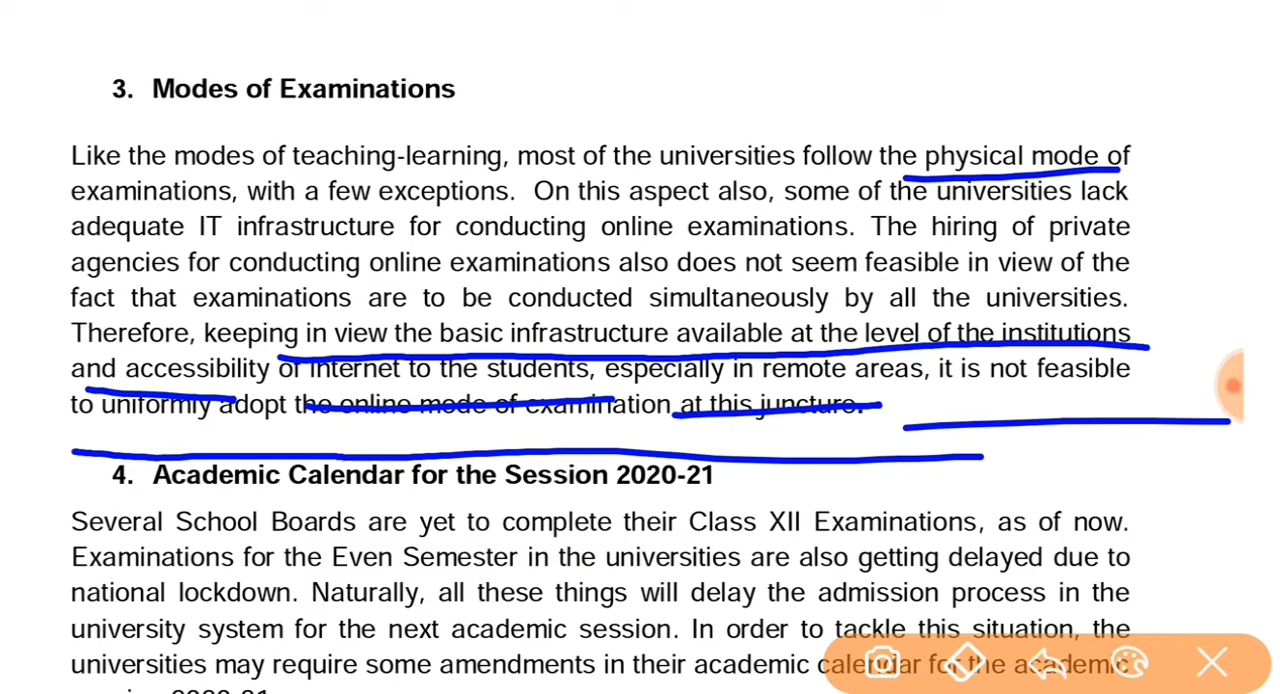 3. Modes of Examinations
Like the modes of teaching-learning, most of the universities follow the physical mode of
examinations, with a few exceptions. On this aspect also, some of the universities lack
adequate IT infrastructure for conducting online examinations. The hiring of private
agencies for conducting online examinations also does not seem feasible in view of the
fact that examinations are to be conducted simultaneously by all the universities.
Therefore, keeping in view the basic infrastructure available at the level of the institutions
and accessibility of internet to the students, especially in remote areas, it is not feasible
to uniformly adopt the online mode of examination at this juncture.
4. Academic Calendar for the Session 2020-21
Several School Boards are yet to complete their Class XII Examinations, as of now.
Examinations for the Even Semester in the universities are also getting delayed due to
national lockdown. Naturally, all these things will delay the admission process in the
university system for the next academic session. In order to tackle this situation, the
universities may require some amendments in their academic calendar for the academic
2020-21